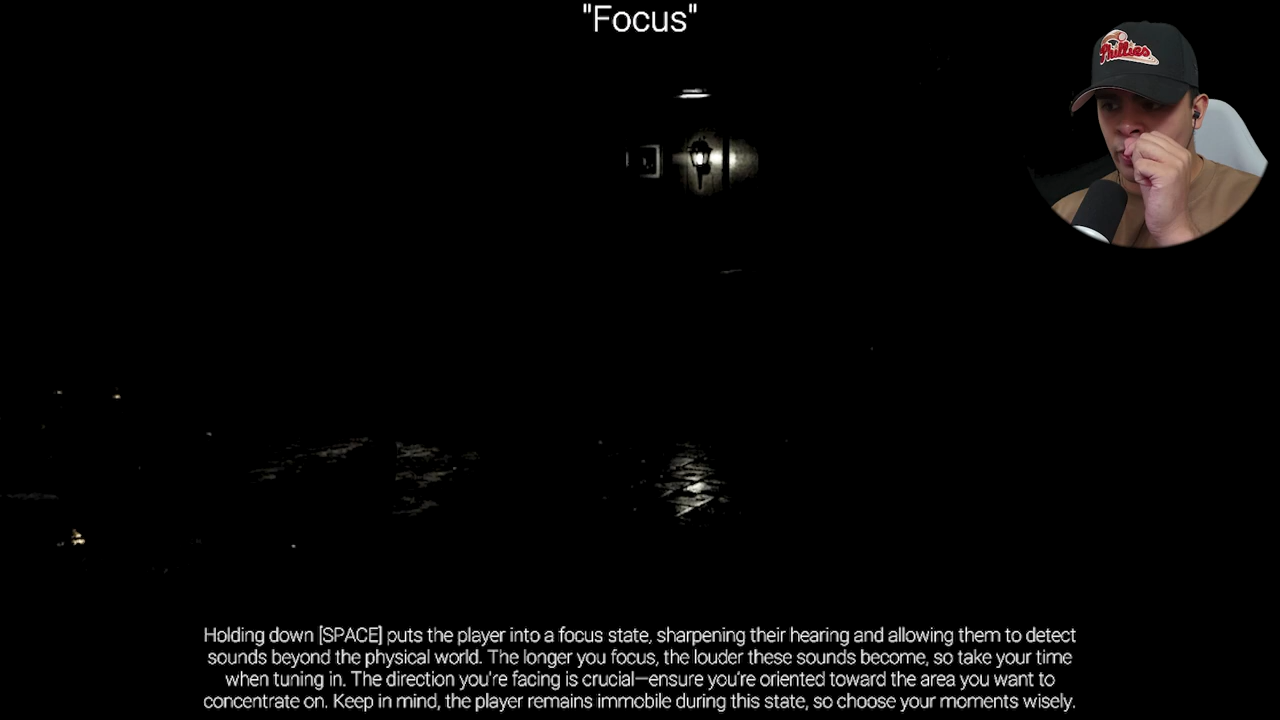 "Focus"
Phillies
Holding down [SPACE] puts the player into a focus state, sharpening their hearing and allowing them to detect
sounds beyond the physical world. The longer you focus, the louder these sounds become, so take your time
when tuning in. The direction you're facing is crucial—ensure you're oriented toward the area you want to
concentrate on. Keep in mind, the player remains immobile during this state, so choose your moments wisely.